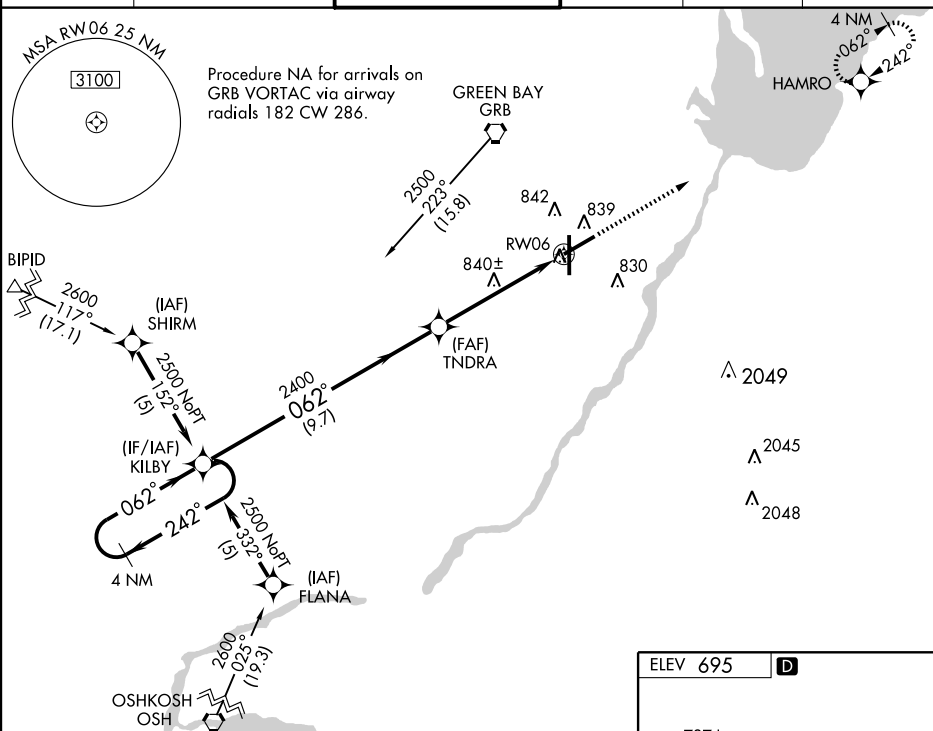 MSA RW06 25 NM
3100
Procedure NA for arrivals on
GRB VORTAC via airway
radials 182 CW 286.
GREEN BAY
GRB
4 NM
062°
242°
HAMRO
2500
223°
(15.8)
842
839
RW06
840±
830
BIPID
2600
117°
(17.1)
(IAF)
SHIRM
2500 NoPT
152°
(5)
(FAF)
TNDRA
2400
062°
(9.7)
2049
(IF/IAF)
KILBY
2045
062°
242°
2048
2500 NoPT
332°
(5)
4 NM
(IAF)
FLANA
2600
025°
(19.3)
OSHKOSH
OSH
ELEV 695
D